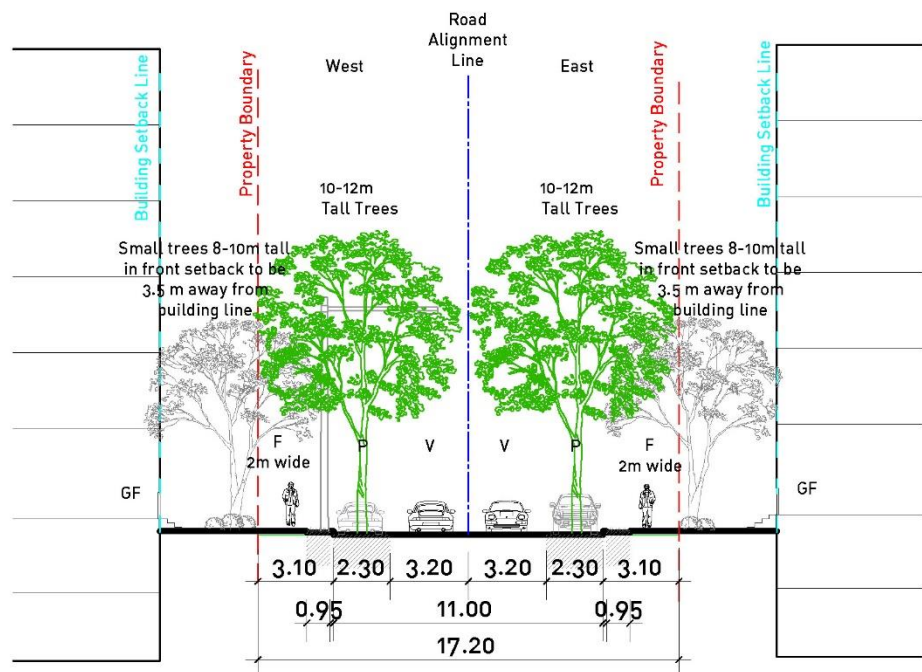 Road
Alignment
Line
West
East
Building Setback Line
Property Boundary
Property Boundary
Building Setback Line
10-12m
Tall Trees
10-12m
Tall Trees
Small trees 8-10m tall
in front setback to be
3.5 m away from
building line
Small trees 8-10m tall
in front setback to be
3.5 m away from
building line
F
2m wide
P
V
V
P
F
2m wide
GF
GF
3.10
2.30
3.20
3.20
2.30
3.10
0.95
11.00
0.95
17.20